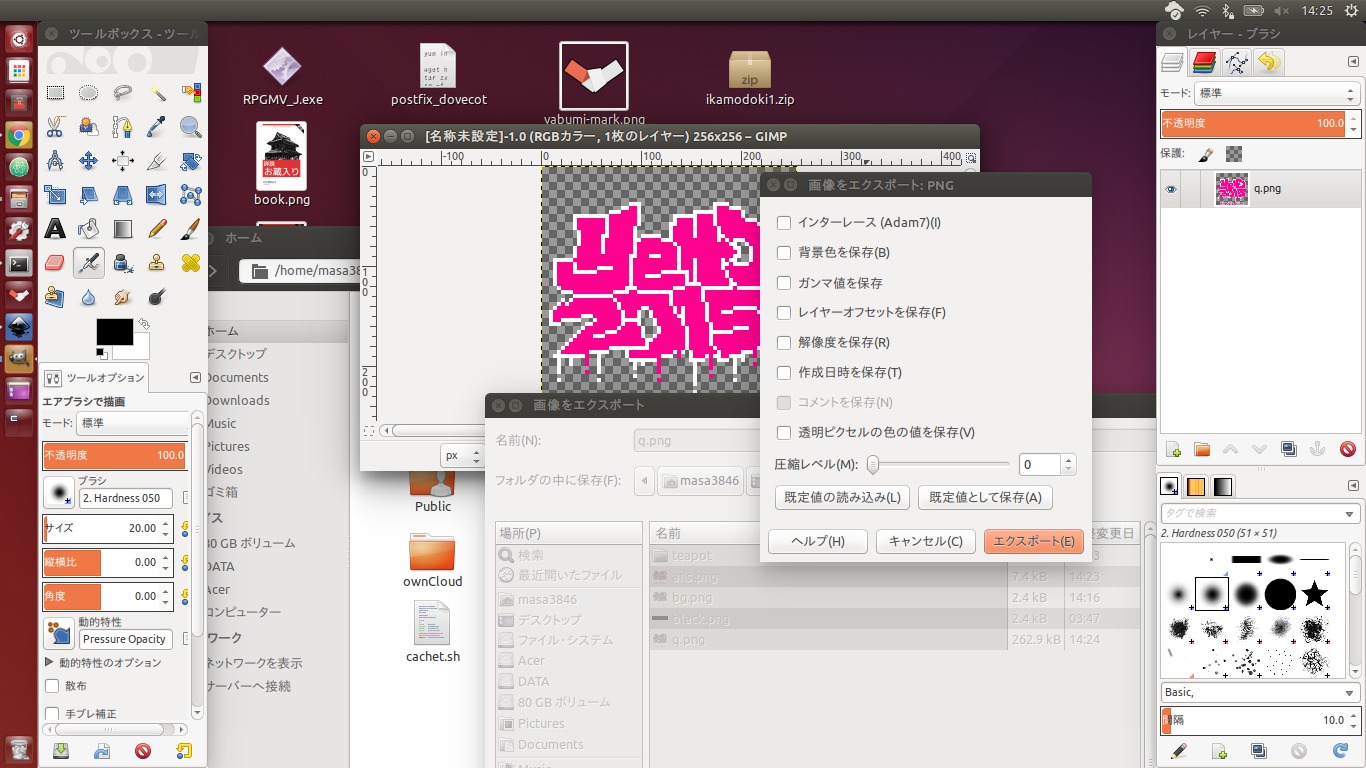 14:25
ツールボックス - ツール
RPGMV_J.exe
postfix_dovecot
yabumi-mark.png
zip
ikamodoki1.zip
お蔵入り
book.png
[名称未設定]-1.0 (RGBカラー, 1枚のレイヤー) 256x256 – GIMP
-100
0
100
200
300
400
0
100
200
px
ホーム
/home/masa3846
ホーム
デスクトップ
Documents
Downloads
Music
Pictures
Videos
ゴミ箱
80 GB ボリューム
DATA
Acer
コンピューター
ネットワークを表示
サーバーへ接続
Public
ownCloud
cachet.sh
画像をエクスポート
名前(N):
q.png
フォルダの中に保存(F):
masa3846
場所(P)
検索
最近開いたファイル
masa3846
デスクトップ
ファイル・システム
Acer
DATA
80 GB ボリューム
Pictures
Documents
Music
名前
終変更日
teapot
ans.png
7.4 kB
14:23
bg.png
2.4 kB
14:16
black.png
2.4 kB
03:47
q.png
262.9 kB
14:24
画像をエクスポート: PNG
インターレース (Adam7)(I)
背景色を保存(B)
ガンマ値を保存
レイヤーオフセットを保存(F)
解像度を保存(R)
作成日時を保存(T)
コメントを保存(N)
透明ピクセルの色の値を保存(V)
圧縮レベル(M):
0
既定値の読み込み(L)
既定値として保存(A)
ヘルプ(H)
キャンセル(C)
エクスポート(E)
ツールオプション
エアブラシで描画
モード:
標準
不透明度
100.0
ブラシ
2. Hardness 050
サイズ
20.00
縦横比
0.00
角度
0.00
動的特性
Pressure Opacity
動的特性のオプション
散布
手ブレ補正
レイヤー - ブラシ
モード:
標準
不透明度
100.0
保護:
q.png
タグで検索
2. Hardness 050 (51 × 51)
Basic,
間隔
10.0